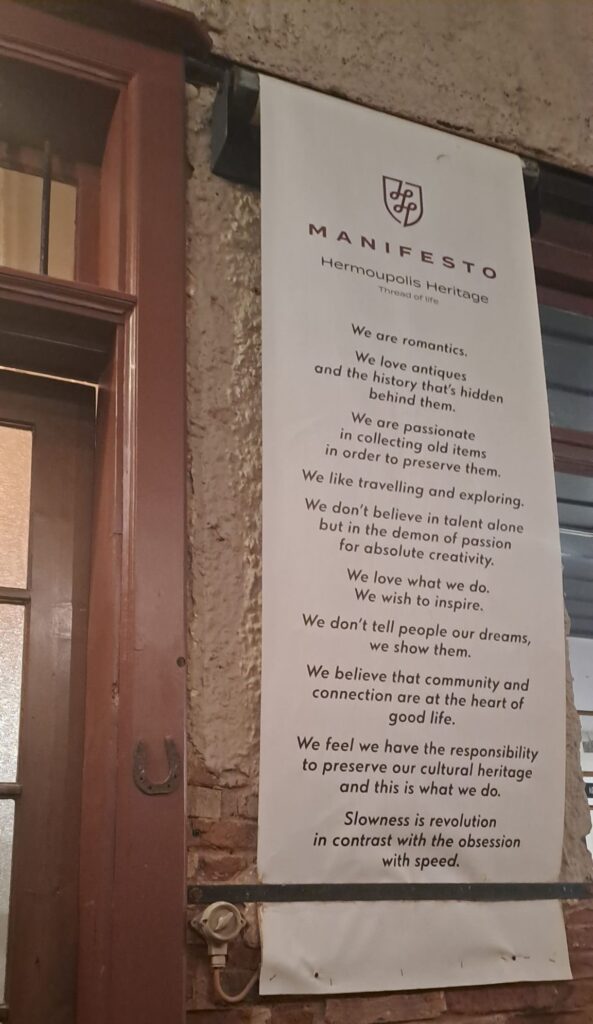 MANIFESTO
Hermoupolis Heritage
Thread of life
We are romantics.
We love antiques
and the history that's hidden
behind them.
We are passionate
in collecting old items
in order to preserve them.
We like travelling and exploring.
We don't believe in talent alone
but in the demon of passion
for absolute creativity.
We love what we do.
We wish to inspire.
We don't tell people our dreams,
we show them.
We believe that community and
connection are at the heart of
good life.
We feel we have the responsibility
to preserve our cultural heritage
and this is what we do.
Slowness is revolution
in contrast with the obsession
with speed.